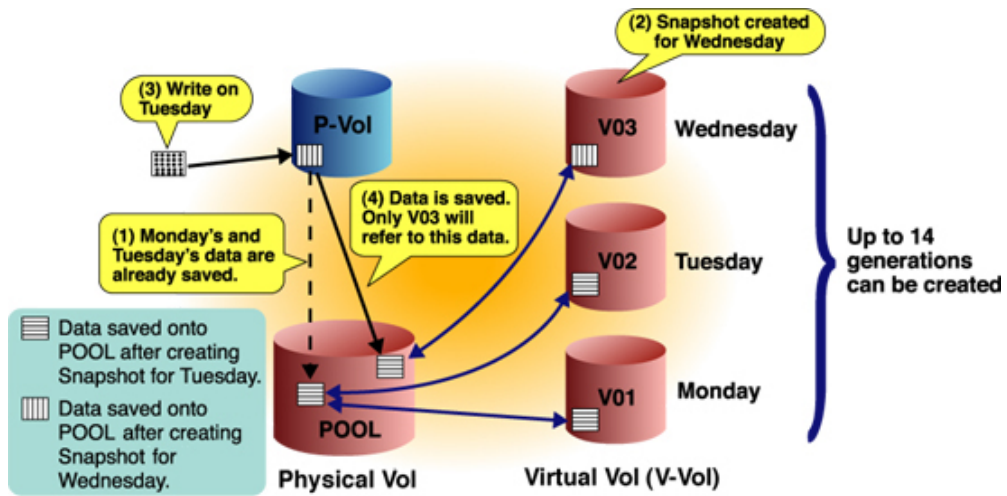 (2) Snapshot created
for Wednesday
(3) Write on
Tuesday
P-Vol
V03
Wednesday
(4) Data is saved.
Only V03 will
refer to this data.
(1) Monday's and
Tuesday's data are
already saved.
V02
Tuesday
Up to 14
generations
can be created
Data saved onto
POOL after creating
Snapshot for Tuesday.
Data saved onto
POOL after creating
Snapshot for
Wednesday.
POOL
V01
Monday
Physical Vol
Virtual Vol (V-Vol)